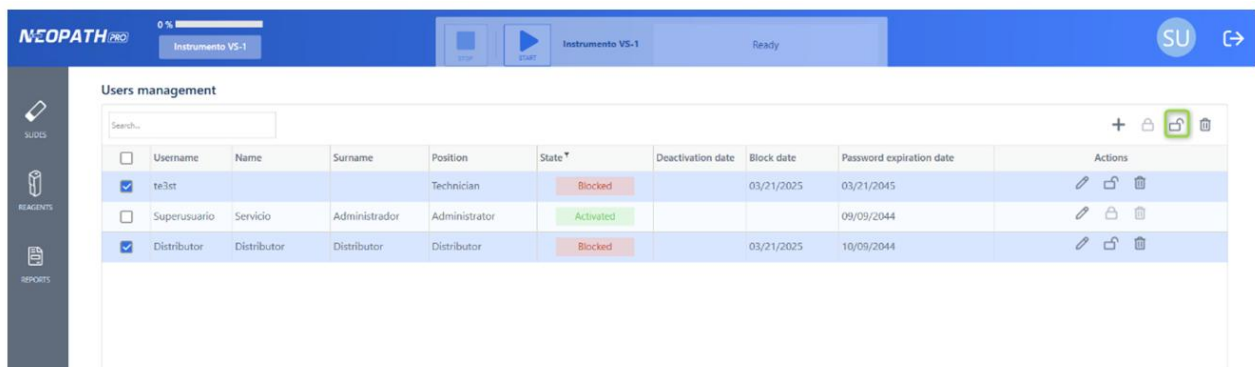 NEOPATH PRO
0 %
Instrumento VS-1
STOP
START
Instrumento VS-1
Ready
SU
SLIDES
REAGENTS
REPORTS
Users management
Search...
Username Name Surname Position State Deactivation date Block date Password expiration date Actions
te3st Technician Blocked 03/21/2025 03/21/2045
Superusuario Servicio Administrador Administrator Activated 09/09/2044
Distributor Distributor Distributor Distributor Blocked 03/21/2025 10/09/2044